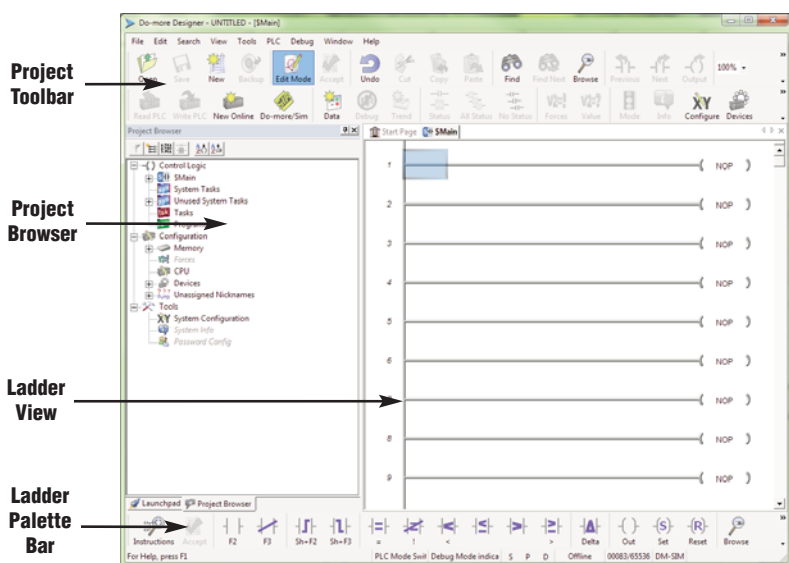 Do-more Designer - UNTITLED - [$Main]
File Edit Search View Tools PLC Debug Window Help
Project Toolbar
Open Save New Backup Edit Mode Accept Undo Cut Copy Paste Find Find Next Browse Previous Next Output 100%
Read PLC Write PLC New Online Do-more/Sim Data Debug Trend Status All Status No Status Forces Value Mode Info Configure Devices
Project Browser
Start Page $Main
Control Logic
$Main
System Tasks
Unused System Tasks
Tasks
Programs
Configuration
Memory
Forces
CPU
Devices
Unassigned Nicknames
Tools
System Configuration
System Info
Password Config
Project Browser
1 NOP
2 NOP
3 NOP
4 NOP
5 NOP
6 NOP
NOP
8 NOP
9 NOP
Ladder View
Launchpad Project Browser
Ladder Palette Bar
Instructions Accept F2 F3 Sh+F2 Sh+F3 = ! < > Delta Out Set Reset Browse
For Help, press F1 PLC Mode Swit Debug Mode indica S P D Offline 00083/65536 DM-SIM